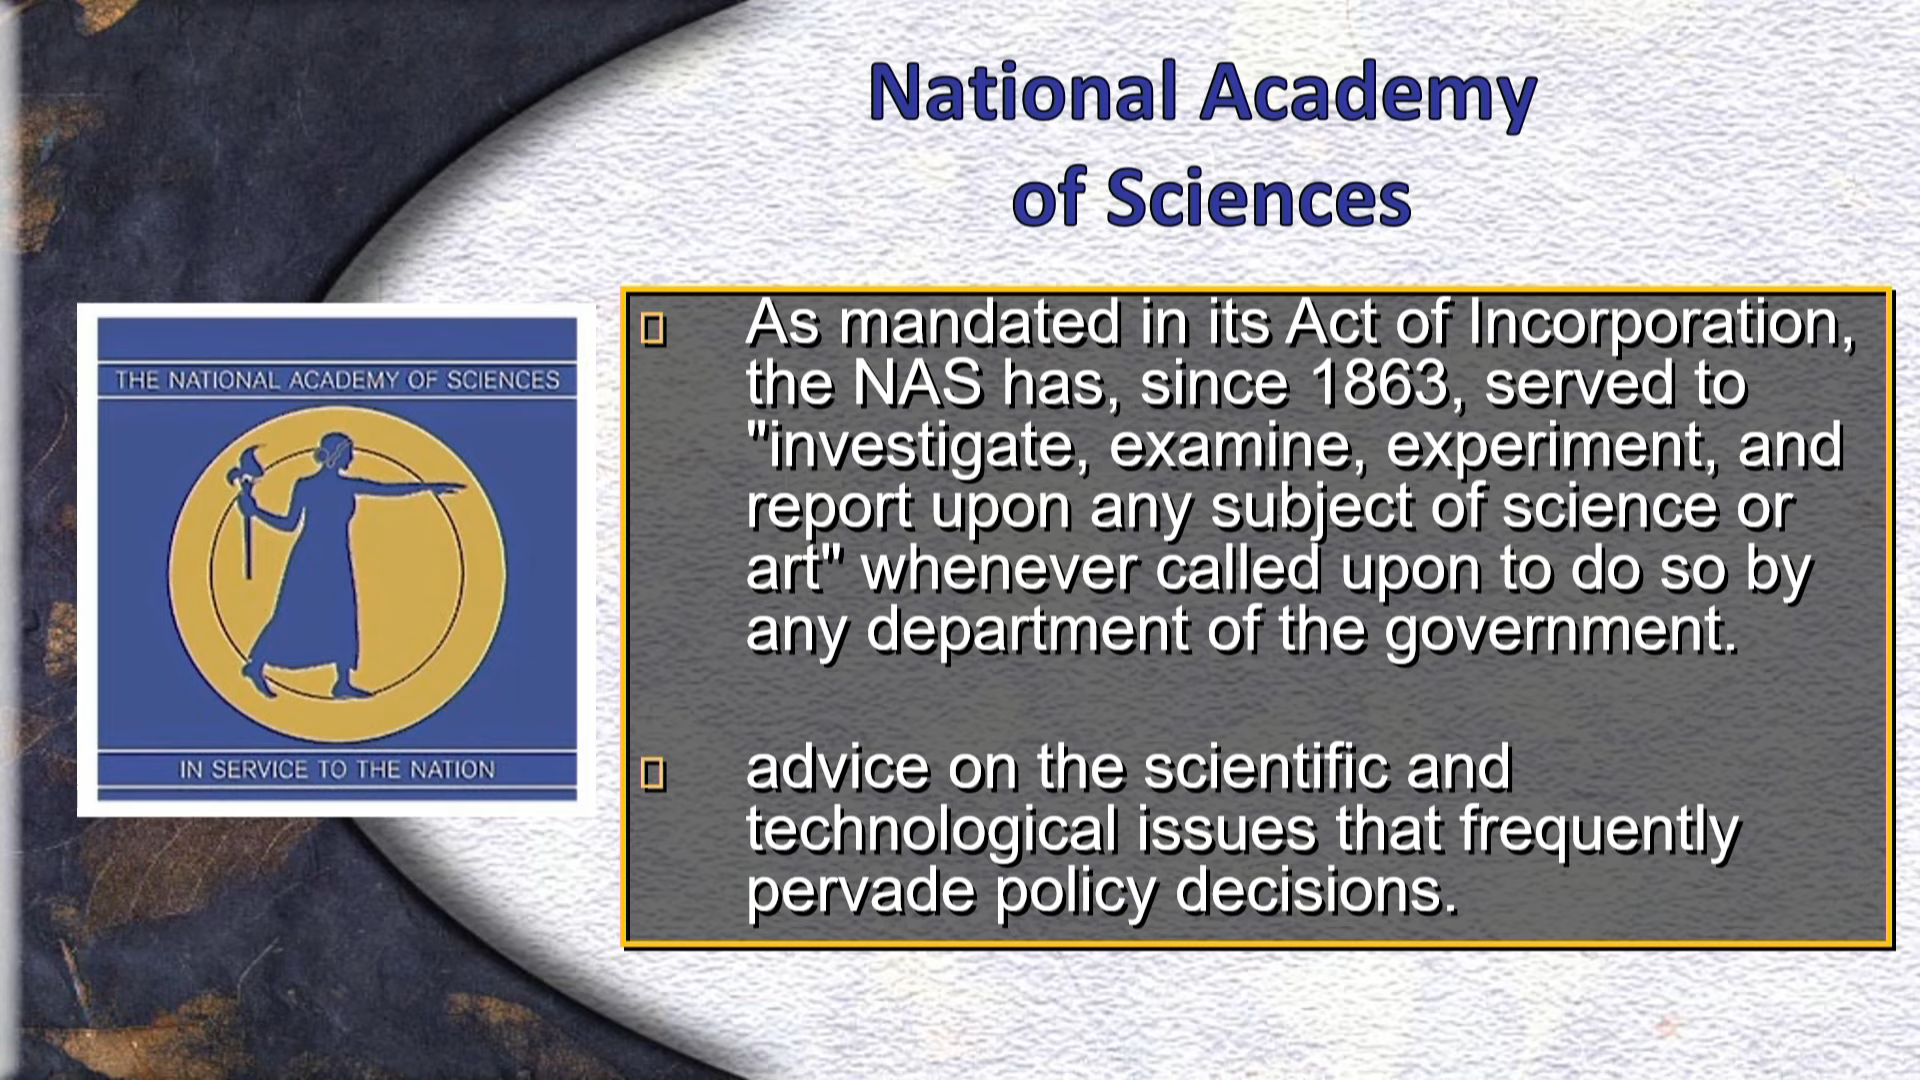 National Academy
of Sciences
THE NATIONAL ACADEMY OF SCIENCES
IN SERVICE TO THE NATION
As mandated in its Act of Incorporation,
the NAS has, since 1863, served to
"investigate, examine, experiment, and
report upon any subject of science or
art" whenever called upon to do so by
any department of the government.
advice on the scientific and
technological issues that frequently
pervade policy decisions.